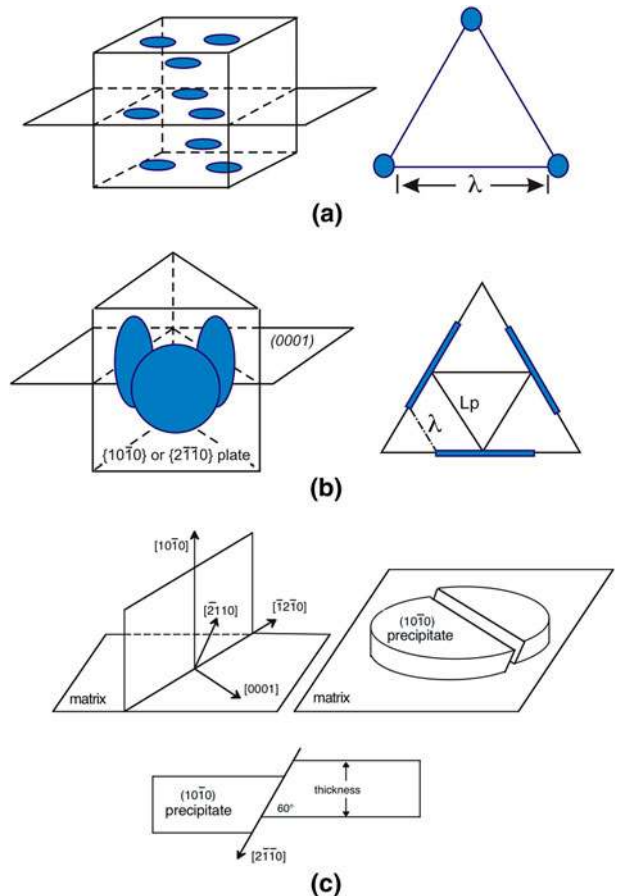 λ
(a)
(0001)
{101̄0} or {21̄1̄0} plate
Lp
λ
(b)
[101̄0]
[2̄110]
[1̄21̄0]
[0001]
matrix
(101̄0)
precipitate
matrix
(101̄0)
precipitate
thickness
60°
[21̄1̄0]
(c)